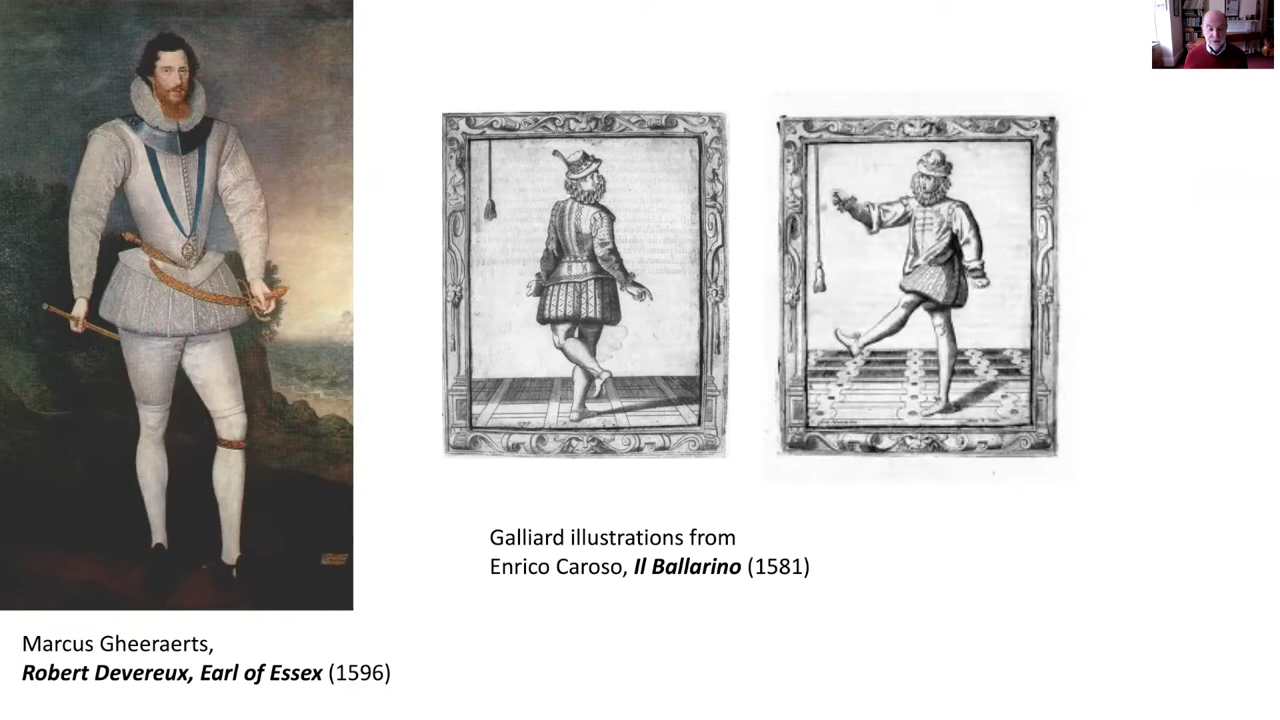 Galliard illustrations from
Enrico Caroso, Il Ballarino (1581)
Marcus Gheeraerts,
Robert Devereux, Earl of Essex (1596)